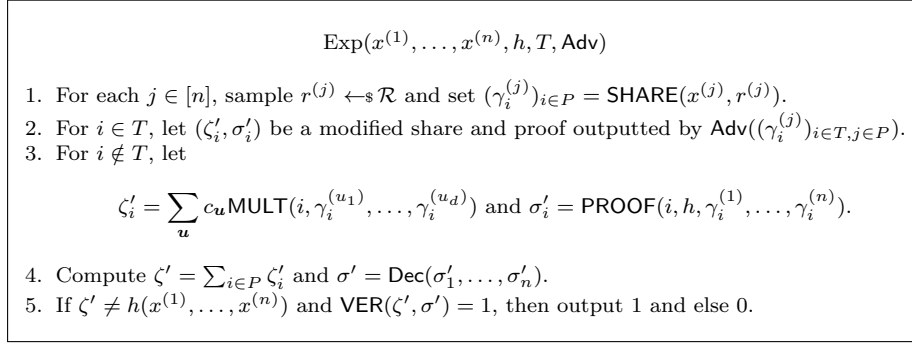 Exp(x^{(1)}, . . . , x^{(n)}, h, T, Adv)
1. For each j ∈ [n], sample r^{(j)} ←$ R and set (γ_i^{(j)})_{i∈P} = SHARE(x^{(j)}, r^{(j)}).
2. For i ∈ T, let (ζ′_i, σ′_i) be a modified share and proof outputted by Adv((γ_i^{(j)})_{i∈T,j∈P}).
3. For i ∉ T, let
ζ′_i = ∑_u c_u MULT(i, γ_i^{(u_1)}, . . . , γ_i^{(u_d)}) and σ′_i = PROOF(i, h, γ_i^{(1)}, . . . , γ_i^{(n)}).
4. Compute ζ′ = ∑_{i∈P} ζ′_i and σ′ = Dec(σ′_1, . . . , σ′_n).
5. If ζ′ ≠ h(x^{(1)}, . . . , x^{(n)}) and VER(ζ′, σ′) = 1, then output 1 and else 0.